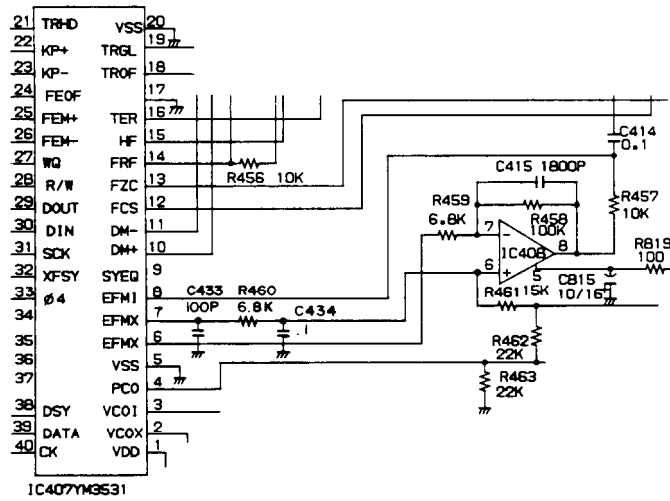 21 TRHD VSS 20
22 KP+ TRGL 19
23 KP- TROF 18
24 FEOF 17
25 FEM+ TER 16
26 FEM- HF 15
27 WQ FRF 14
28 R/W FZC 13
29 DOUT FCS 12
30 DIN DM- 11
31 SCK DM+ 10
32 XFSY SYEQ 9
33 Ø4 EFMI 8
34 EFMX 7
35 EFMX 6
36 VSS 5
37 PCO 4
38 DSY VCOI 3
39 DATA VCOX 2
40 CK VDD 1
IC407YM3531
R456 10K
C433
100P
R460
6.8K
C434
.1
C414
0.1
C415 1800P
R459
6.8K
R458
100K
R457
10K
7 -
IC408
8
6 +
5
R819
100
C815
10/16
R461 15K
R462
22K
R463
22K